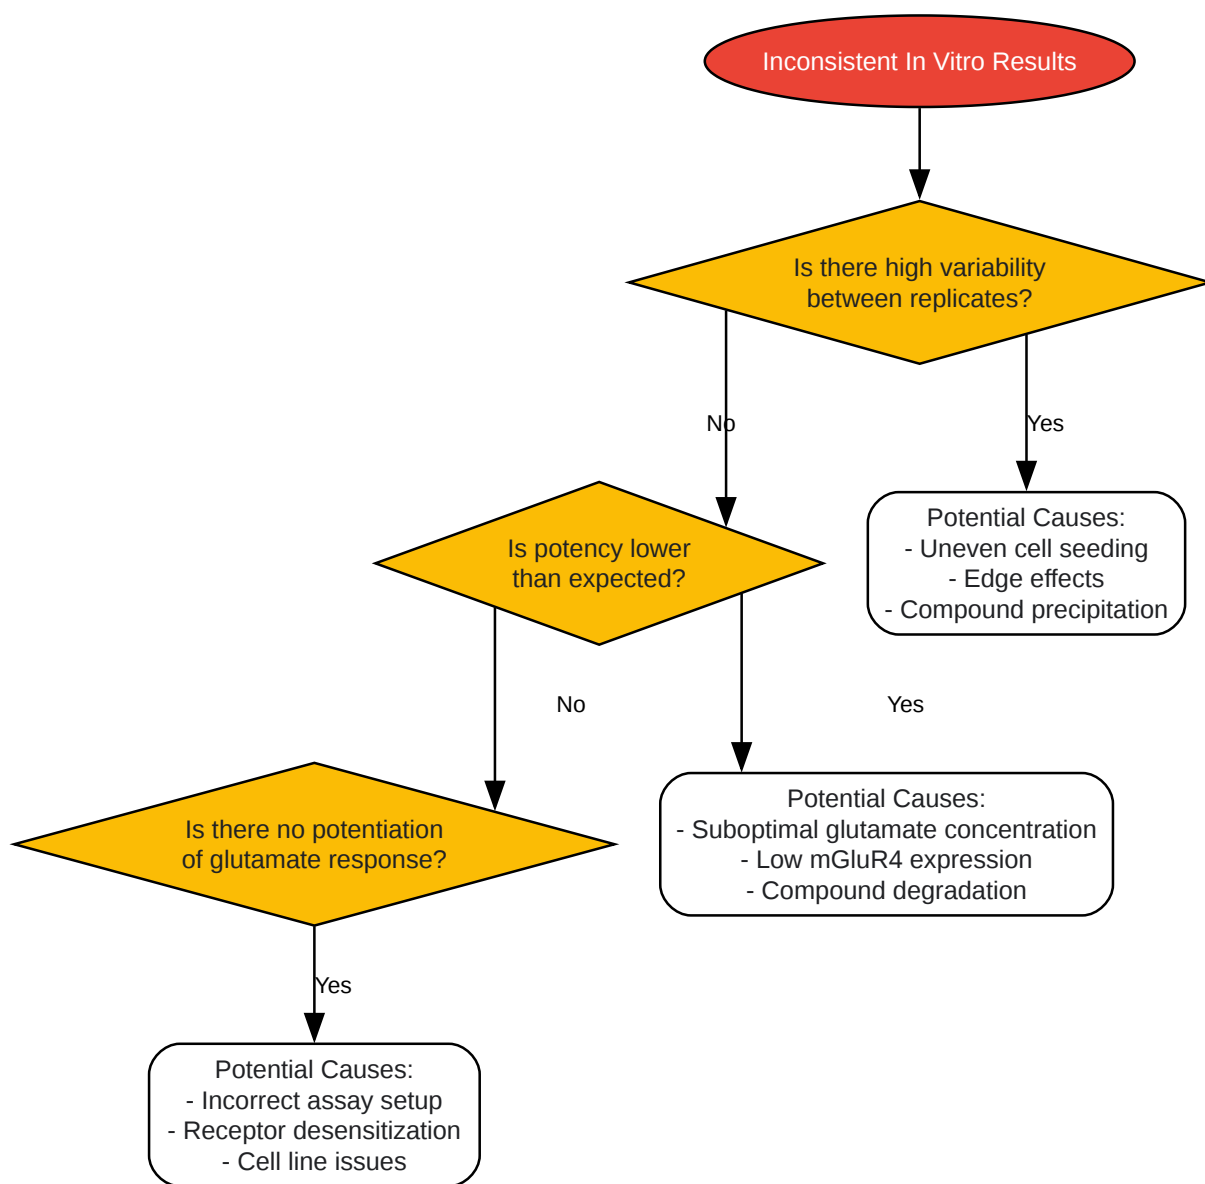 Inconsistent In Vitro Results
Is there high variability
between replicates?
No
Yes
Potential Causes:
- Uneven cell seeding
- Edge effects
- Compound precipitation
Is potency lower
than expected?
No
Yes
Potential Causes:
- Suboptimal glutamate concentration
- Low mGluR4 expression
- Compound degradation
Is there no potentiation
of glutamate response?
Yes
Potential Causes:
- Incorrect assay setup
- Receptor desensitization
- Cell line issues